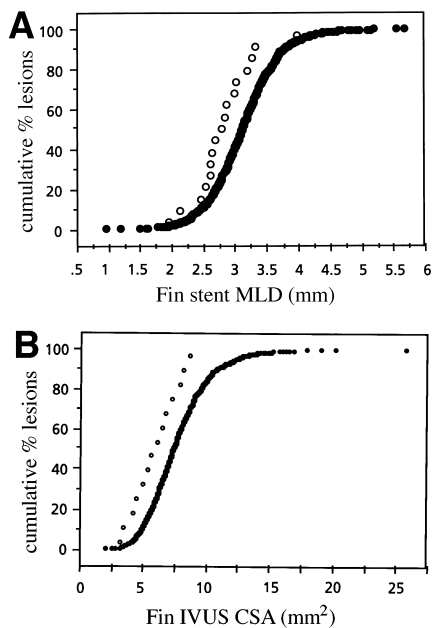 A
100
80
60
40
20
0
cumulative % lesions
.5 1 1.5 2 2.5 3 3.5 4 4.5 5 5.5 6
Fin stent MLD (mm)
B
100
80
60
40
20
0
cumulative % lesions
0 5 10 15 20 25
Fin IVUS CSA (mm²)